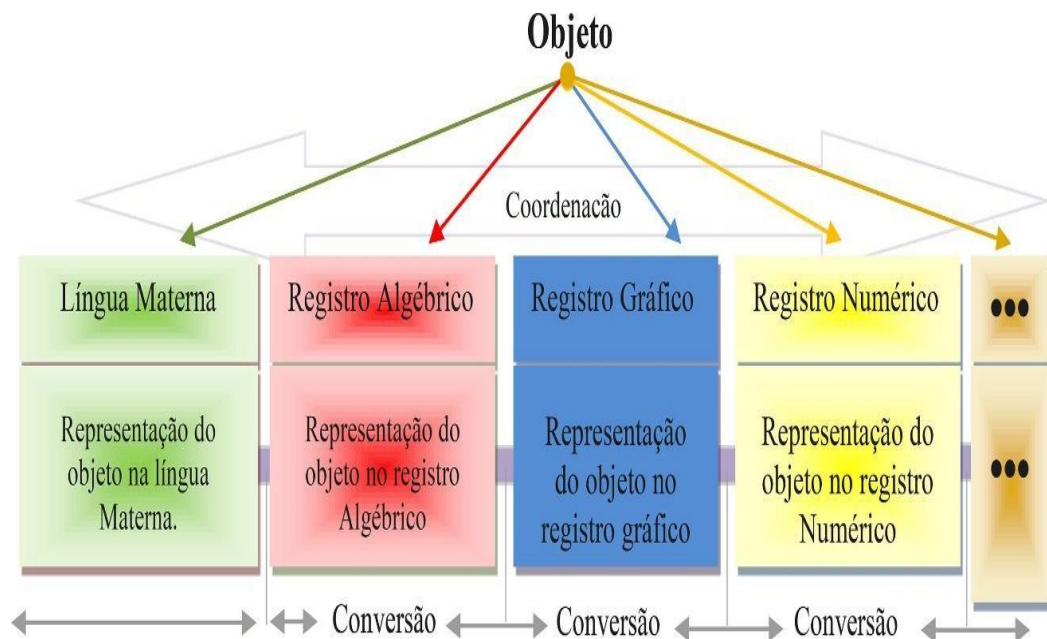 Objeto
Coordenacão
Língua Materna
Registro Algébrico
Registro Gráfico
Registro Numérico
•••
Representação do
objeto na língua
Materna.
Representação do
objeto no registro
Algébrico
Representação
do objeto no
registro gráfico
Representação do
objeto no registro
Numérico
•••
Conversão
Conversão
Conversão